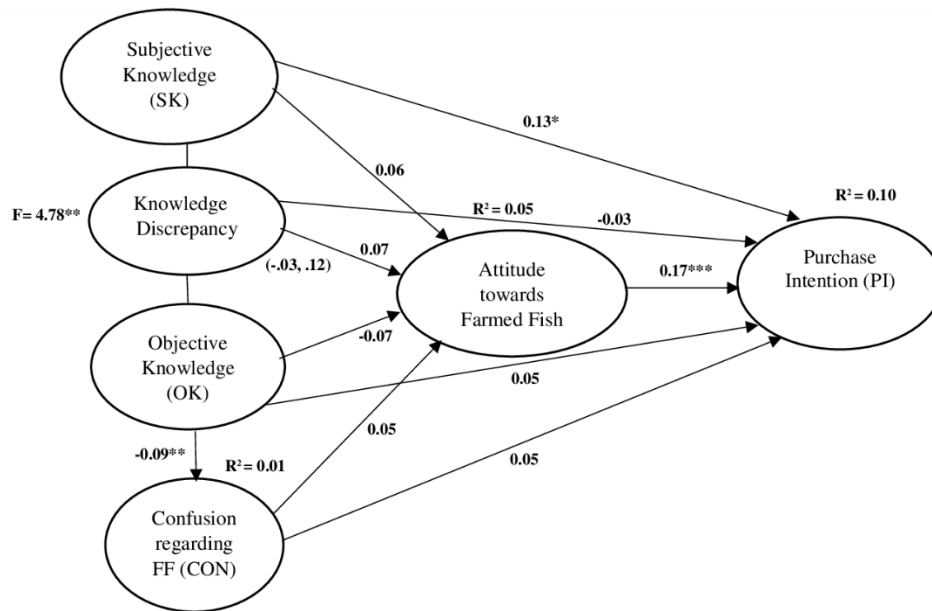 Subjective
Knowledge
(SK)
0.13*
0.06
R² = 0.10
Knowledge
Discrepancy
F= 4.78**
R² = 0.05
-0.03
0.07
(-.03, .12)
Attitude
towards
Farmed Fish
0.17***
Purchase
Intention (PI)
Objective
Knowledge
(OK)
-0.07
0.05
0.05
-0.09**
R² = 0.01
0.05
Confusion
regarding
FF (CON)